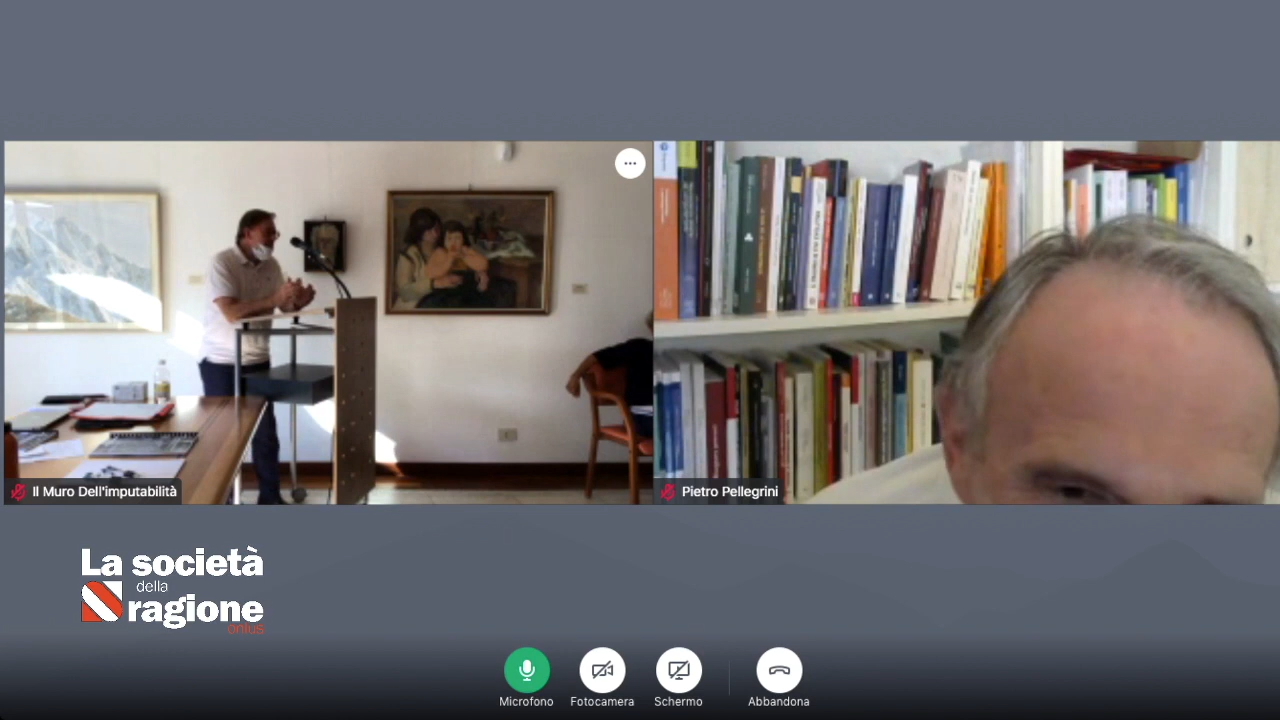 Il Muro Dell'imputabilità
Pietro Pellegrini
La società
della
ragione
onlus
Microfono
Fotocamera
Schermo
Abbandona